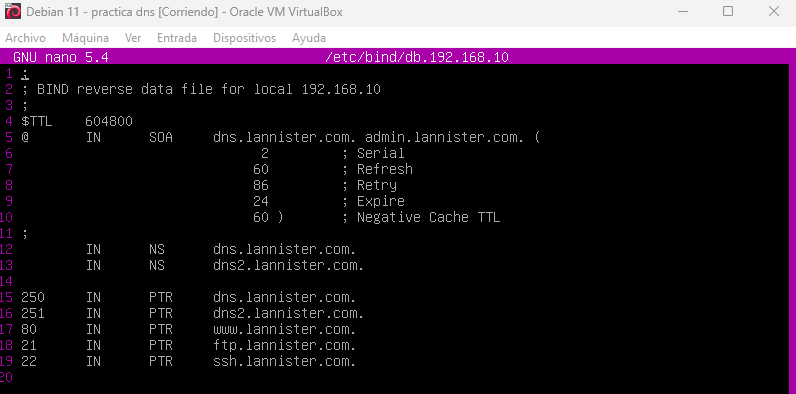 Debian 11 - practica dns [Corriendo] - Oracle VM VirtualBox
Archivo Máquina Ver Entrada Dispositivos Ayuda
GNU nano 5.4 /etc/bind/db.192.168.10
1 ;
2 ; BIND reverse data file for local 192.168.10
3 ;
4 $TTL 604800
5 @ IN SOA dns.lannister.com. admin.lannister.com. (
6 2 ; Serial
7 60 ; Refresh
8 86 ; Retry
9 24 ; Expire
10 60 ) ; Negative Cache TTL
11 ;
12 IN NS dns.lannister.com.
13 IN NS dns2.lannister.com.
14
15 250 IN PTR dns.lannister.com.
16 251 IN PTR dns2.lannister.com.
17 80 IN PTR www.lannister.com.
18 21 IN PTR ftp.lannister.com.
19 22 IN PTR ssh.lannister.com.
20